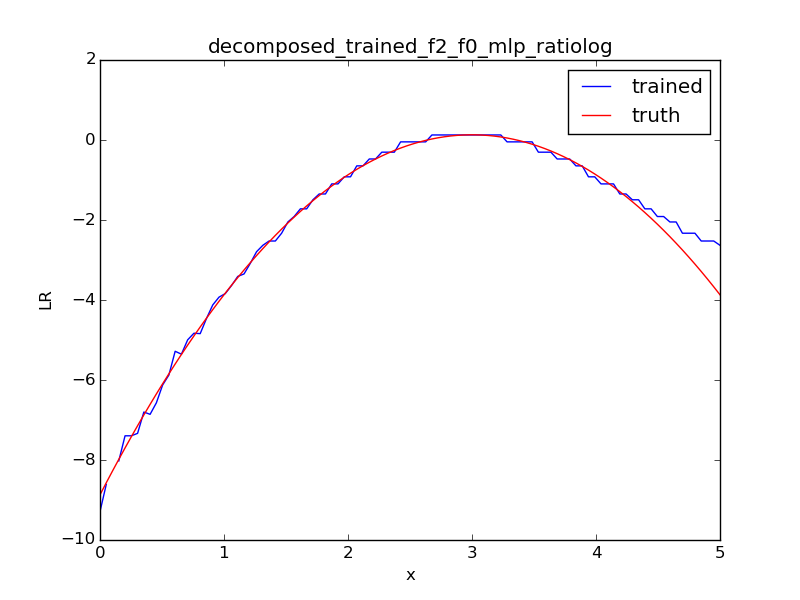 decomposed_trained_f2_f0_mlp_ratiolog
trained
truth
2
0
−2
−4
−6
−8
−10
LR
0 1 2 3 4 5
x